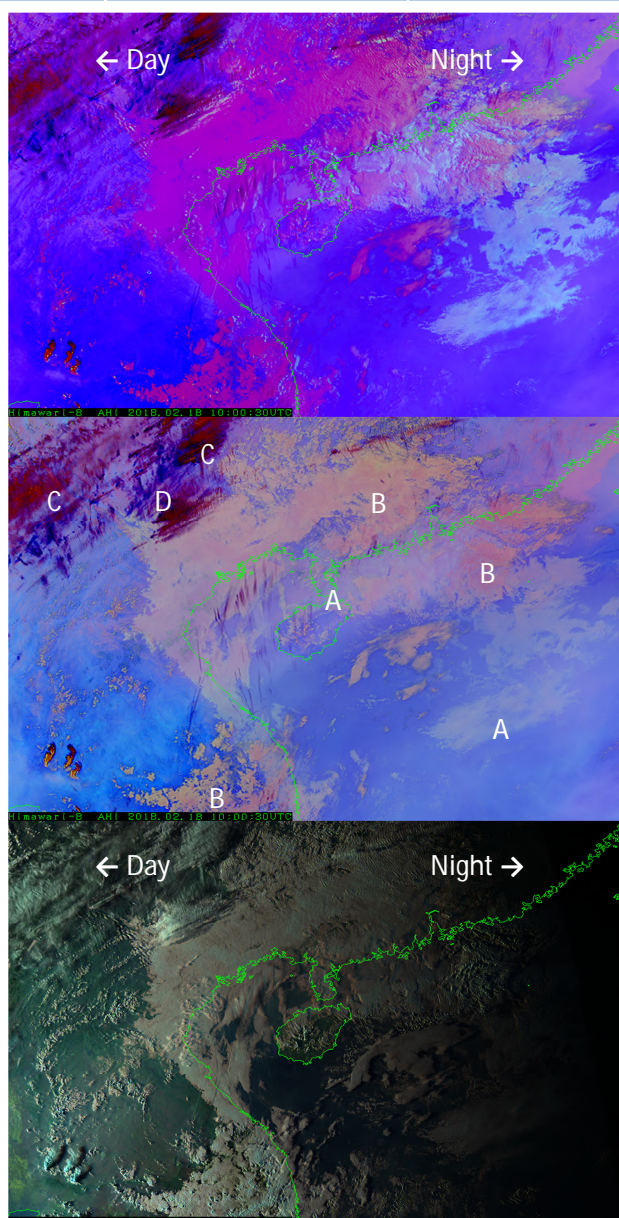 ← Day Night →
Himawari-8 AHI 2018.02.18 10:00:30UTC
C
C
D
B
B
A
A
B
Himawari-8 AHI 2018.02.18 10:00:30UTC
← Day Night →